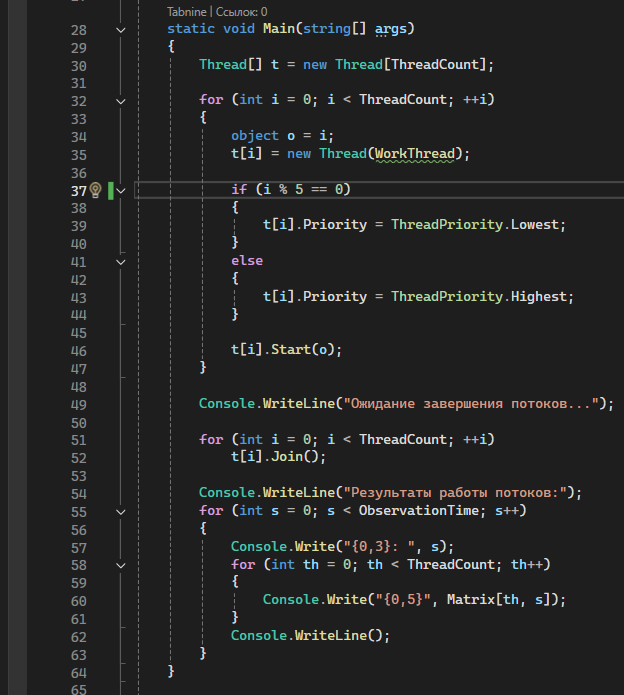 Tabnine | Ссылок: 0
28 static void Main(string[] args)
29 {
30 Thread[] t = new Thread[ThreadCount];
31
32 for (int i = 0; i < ThreadCount; ++i)
33 {
34 object o = i;
35 t[i] = new Thread(WorkThread);
36
37 if (i % 5 == 0)
38 {
39 t[i].Priority = ThreadPriority.Lowest;
40 }
41 else
42 {
43 t[i].Priority = ThreadPriority.Highest;
44 }
45
46 t[i].Start(o);
47 }
48
49 Console.WriteLine("Ожидание завершения потоков...");
50
51 for (int i = 0; i < ThreadCount; ++i)
52 t[i].Join();
53
54 Console.WriteLine("Результаты работы потоков:");
55 for (int s = 0; s < ObservationTime; s++)
56 {
57 Console.Write("{0,3}: ", s);
58 for (int th = 0; th < ThreadCount; th++)
59 {
60 Console.Write("{0,5}", Matrix[th, s]);
61 }
62 Console.WriteLine();
63 }
64 }
65